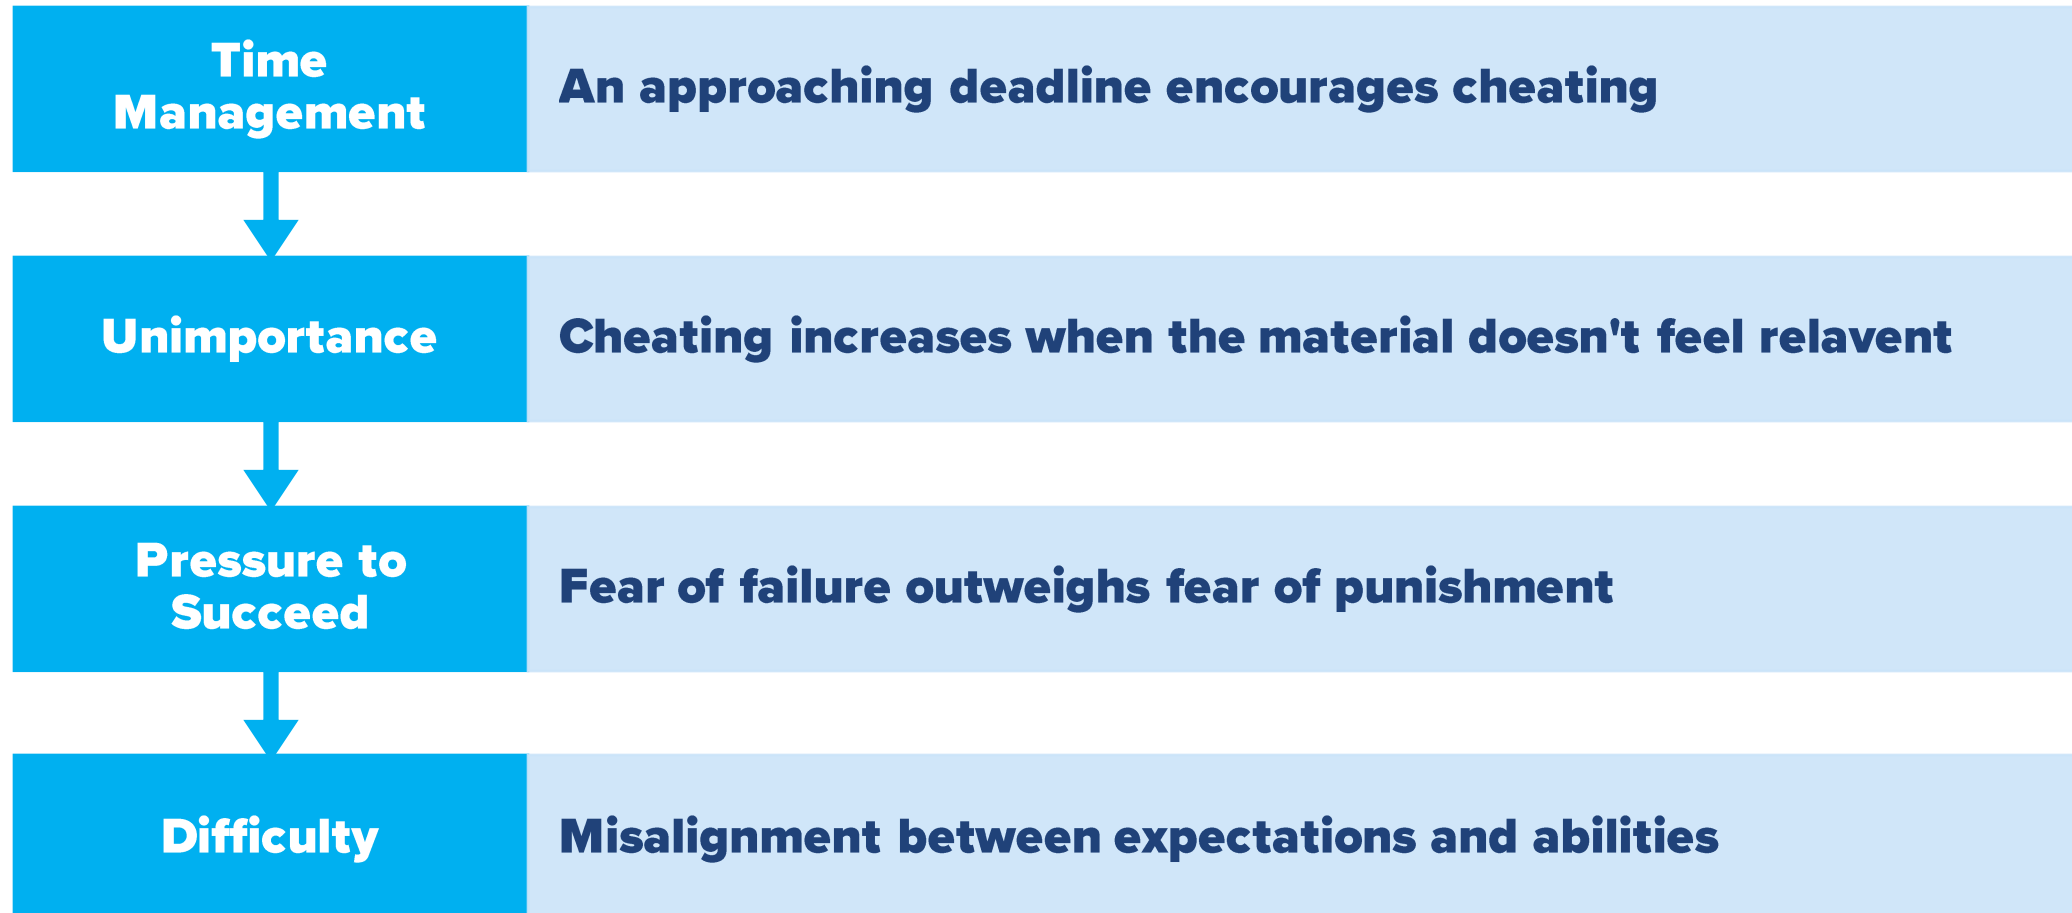 Time
Management
An approaching deadline encourages cheating
Unimportance
Cheating increases when the material doesn't feel relavent
Pressure to
Succeed
Fear of failure outweighs fear of punishment
Difficulty
Misalignment between expectations and abilities